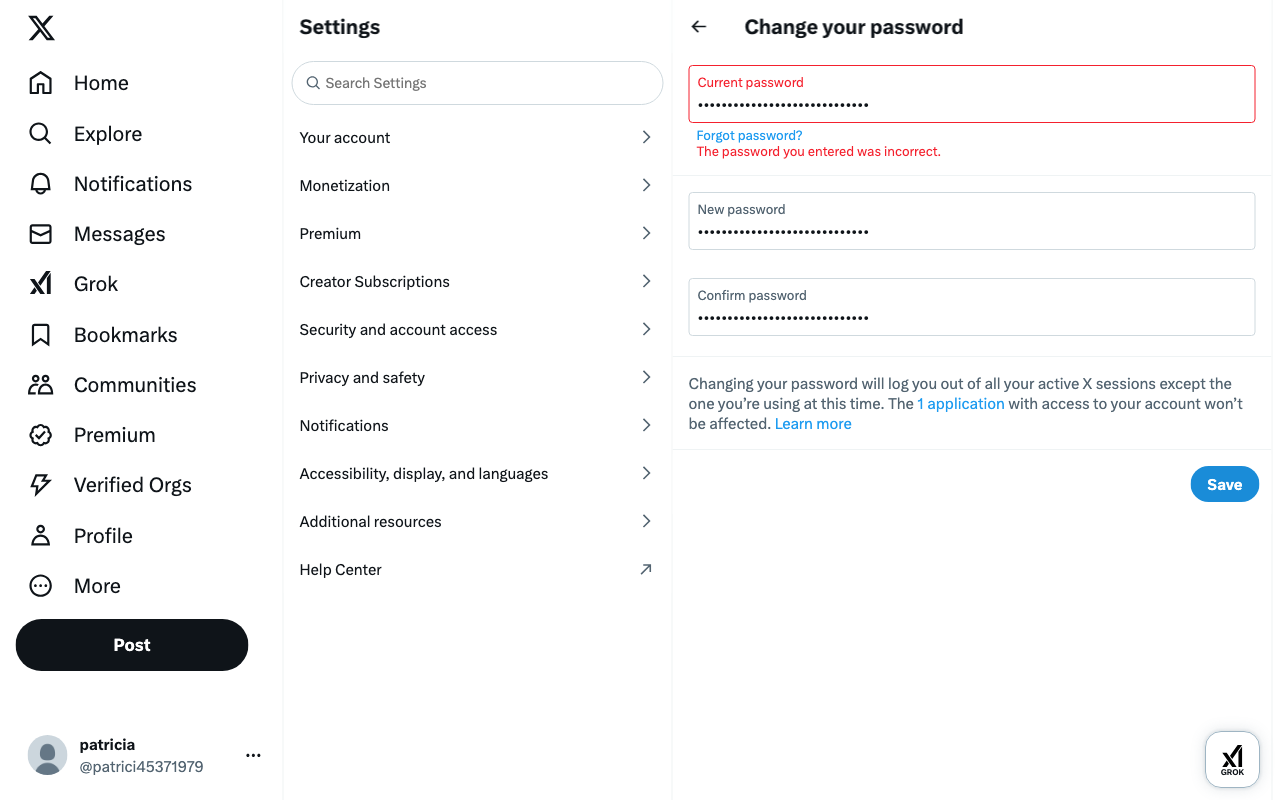 Home
Explore
Notifications
Messages
Grok
Bookmarks
Communities
Premium
Verified Orgs
Profile
More
Post
patricia
@patrici45371979
Settings
Search Settings
Your account
Monetization
Premium
Creator Subscriptions
Security and account access
Privacy and safety
Notifications
Accessibility, display, and languages
Additional resources
Help Center
Change your password
Current password
••••••••••••••••••••••••••••
Forgot password?
The password you entered was incorrect.
New password
••••••••••••••••••••••••••••
Confirm password
••••••••••••••••••••••••••••
Changing your password will log you out of all your active X sessions except the
one you’re using at this time. The 1 application with access to your account won’t
be affected. Learn more
Save
GROK